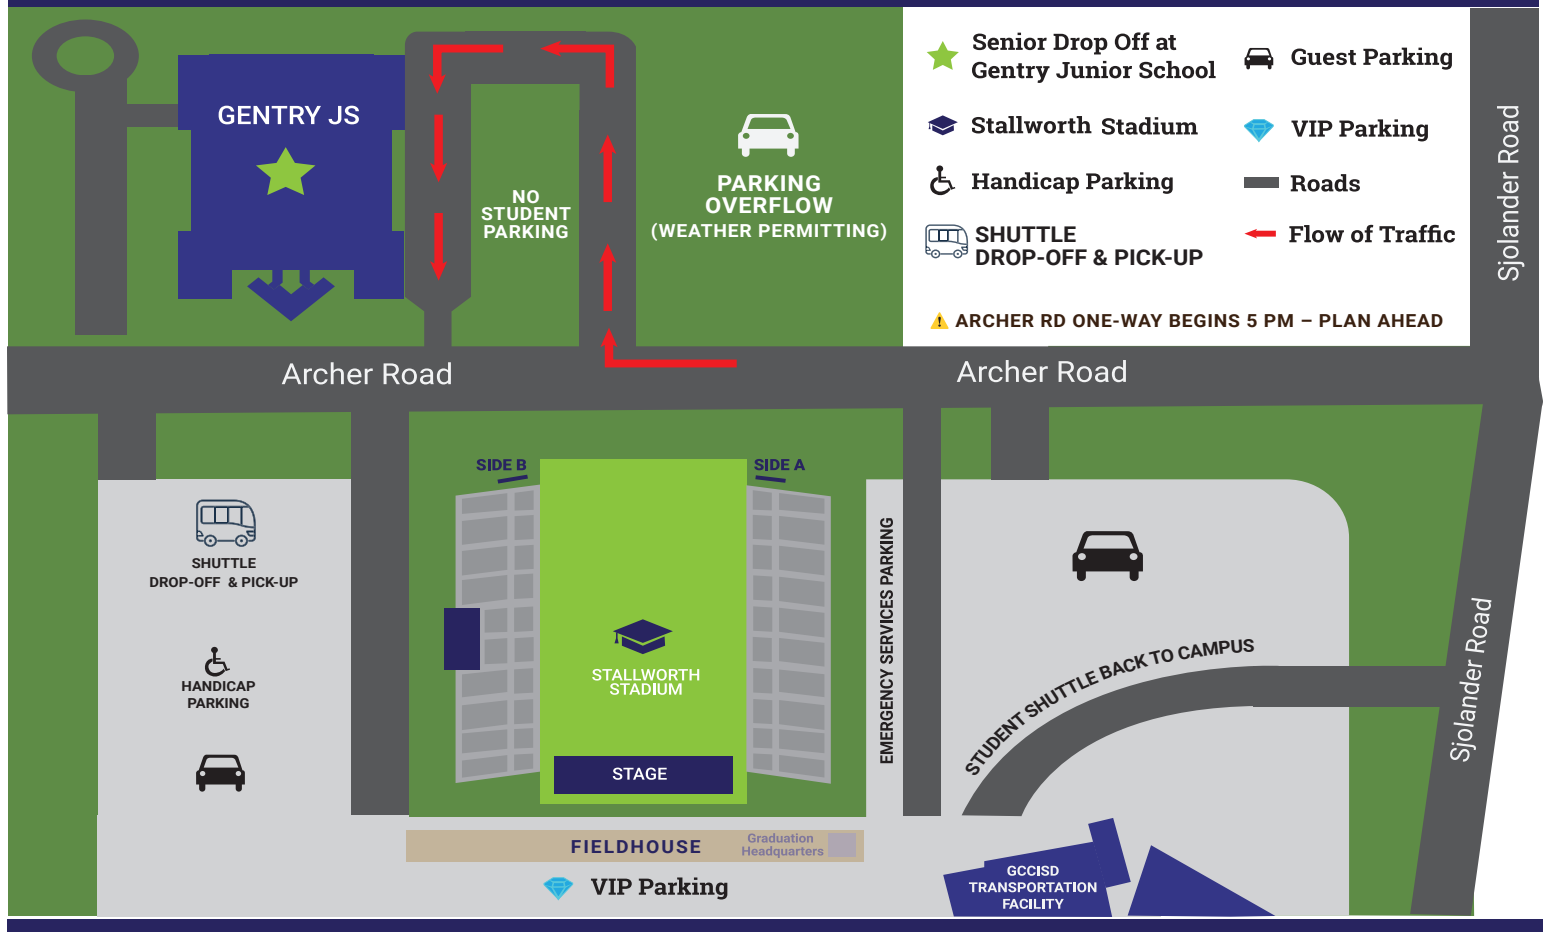 GENTRY JS
NO
STUDENT
PARKING
PARKING
OVERFLOW
(WEATHER PERMITTING)
Senior Drop Off at
Gentry Junior School
Stallworth Stadium
Handicap Parking
SHUTTLE
DROP-OFF & PICK-UP
Guest Parking
VIP Parking
Roads
Flow of Traffic
ARCHER RD ONE-WAY BEGINS 5 PM – PLAN AHEAD
Sjolander Road
Archer Road
Archer Road
SHUTTLE
DROP-OFF & PICK-UP
HANDICAP
PARKING
SIDE B
SIDE A
STALLWORTH
STADIUM
STAGE
EMERGENCY SERVICES PARKING
STUDENT SHUTTLE BACK TO CAMPUS
Sjolander Road
FIELDHOUSE
Graduation
Headquarters
VIP Parking
GCCISD
TRANSPORTATION
FACILITY